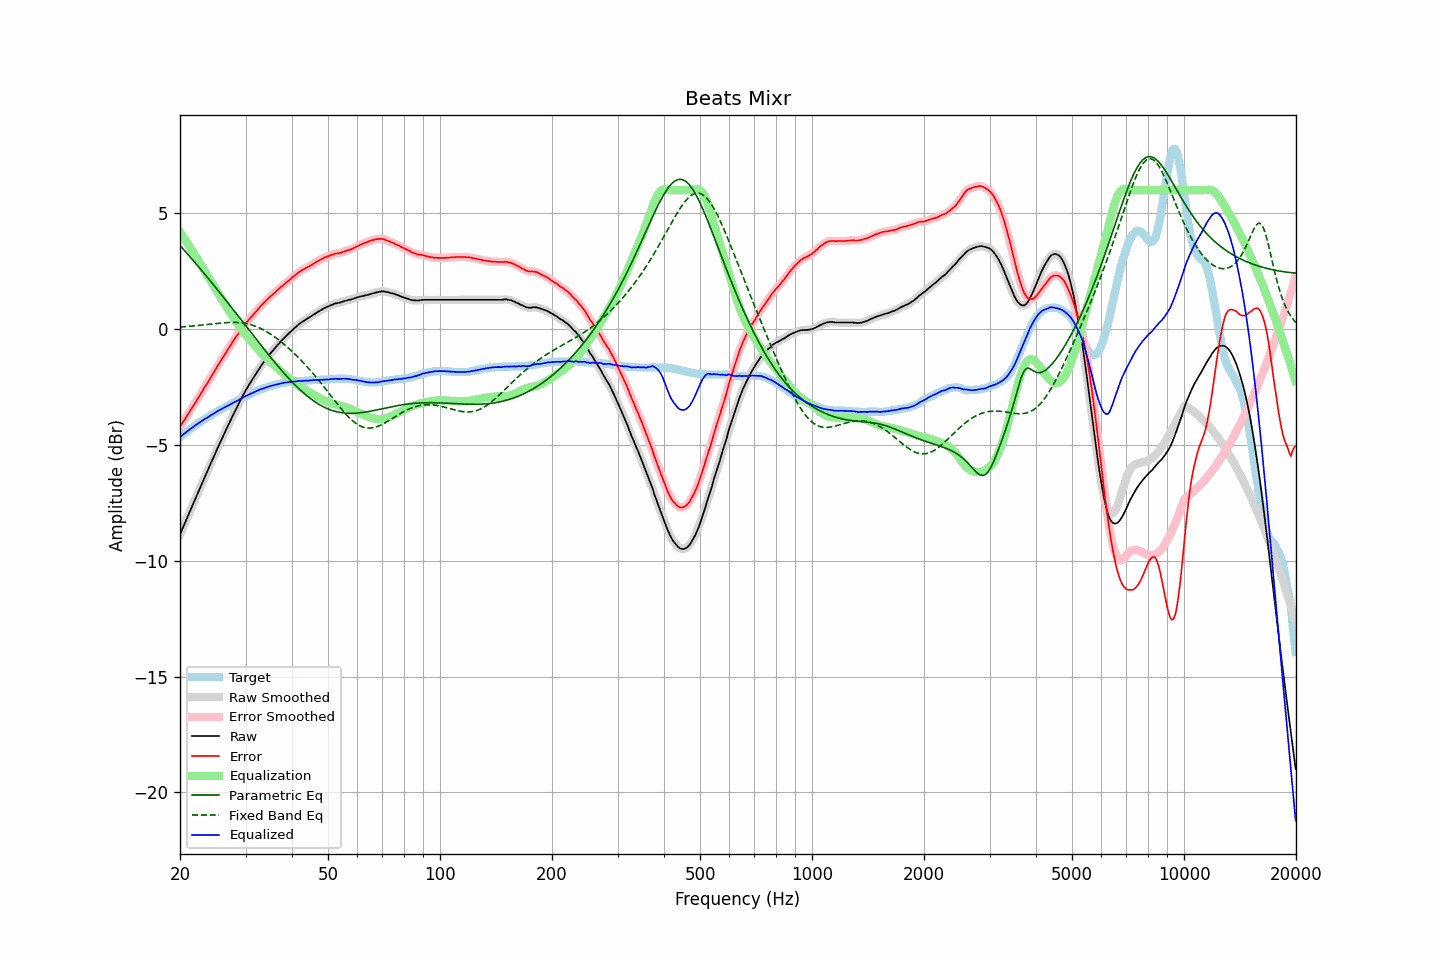 Beats Mixr
Amplitude (dBr)
5
0
−5
−10
−15
−20
Target
Raw Smoothed
Error Smoothed
Raw
Error
Equalization
Parametric Eq
Fixed Band Eq
Equalized
20 50 100 200 500 1000 2000 5000 10000 20000
Frequency (Hz)